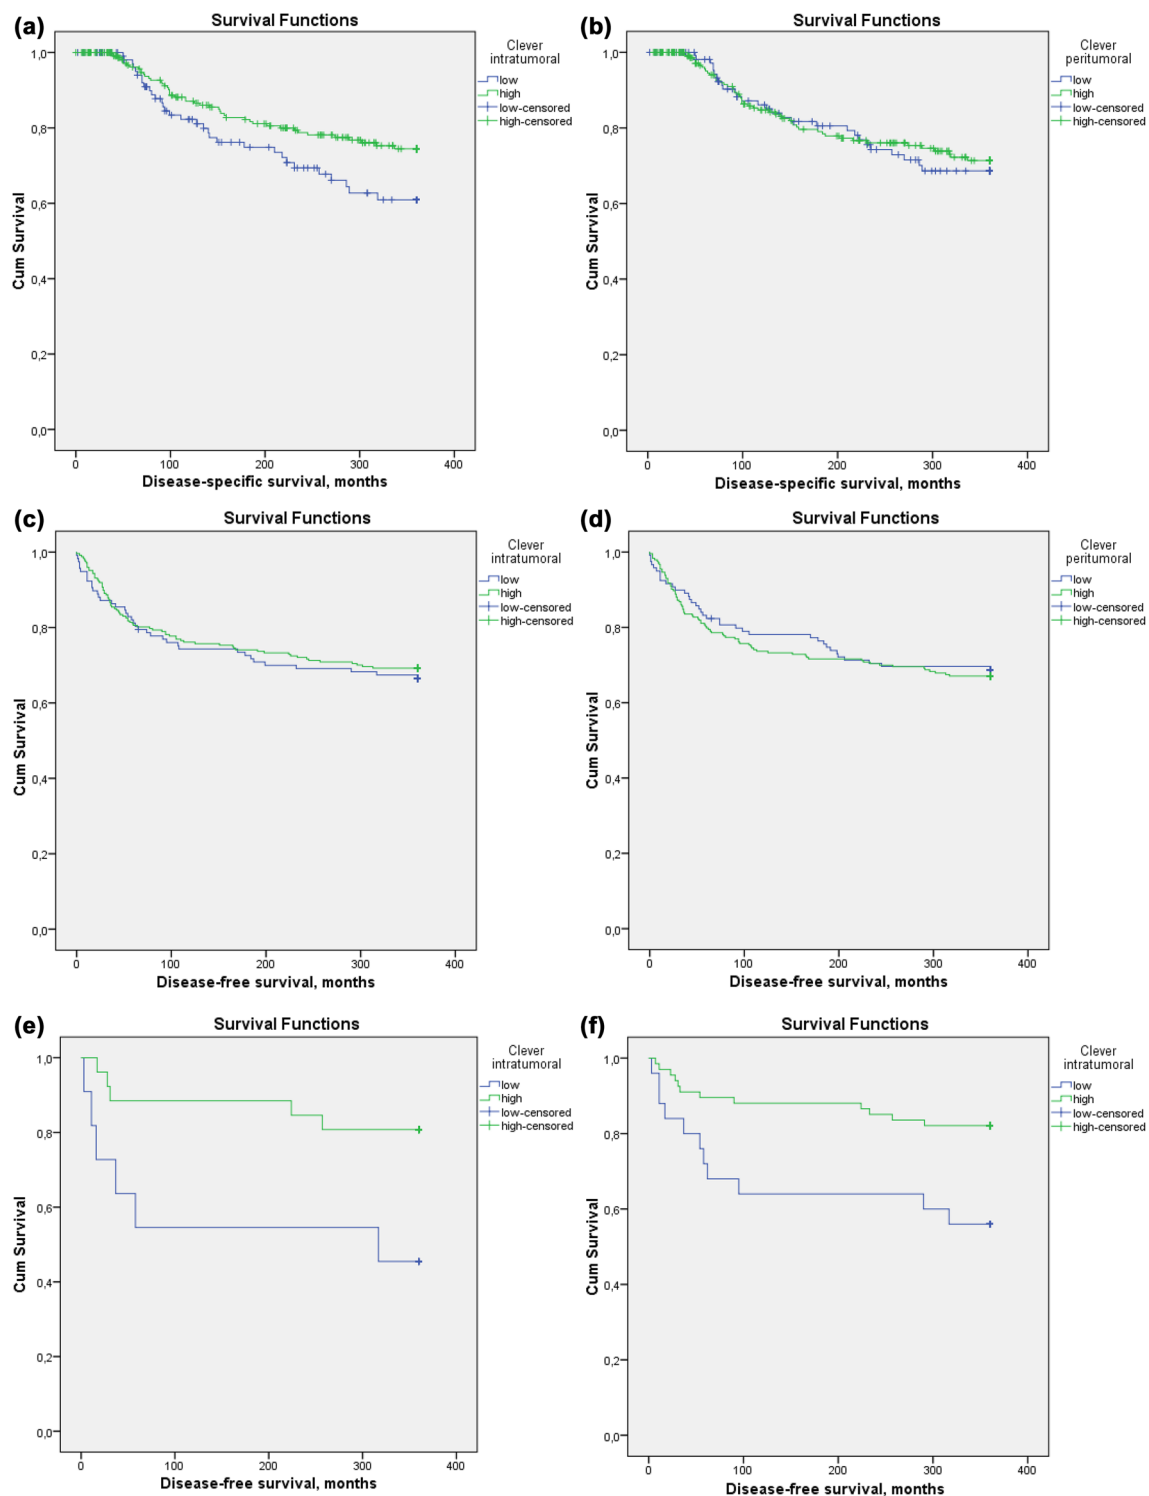 (a)
Survival Functions
Clever
intratumoral
low
high
low-censored
high-censored
1,0
0,8
0,6
0,4
0,2
0,0
Cum Survival
0 100 200 300 400
Disease-specific survival, months
(b)
Survival Functions
Clever
peritumoral
low
high
low-censored
high-censored
1,0
0,8
0,6
0,4
0,2
0,0
Cum Survival
0 100 200 300 400
Disease-specific survival, months
(c)
Survival Functions
Clever
intratumoral
low
high
low-censored
high-censored
1,0
0,8
0,6
0,4
0,2
0,0
Cum Survival
0 100 200 300 400
Disease-free survival, months
(d)
Survival Functions
Clever
peritumoral
low
high
low-censored
high-censored
1,0
0,8
0,6
0,4
0,2
0,0
Cum Survival
0 100 200 300 400
Disease-free survival, months
(e)
Survival Functions
Clever
intratumoral
low
high
low-censored
high-censored
1,0
0,8
0,6
0,4
0,2
0,0
Cum Survival
0 100 200 300 400
Disease-free survival, months
(f)
Survival Functions
Clever
intratumoral
low
high
low-censored
high-censored
1,0
0,8
0,6
0,4
0,2
0,0
Cum Survival
0 100 200 300 400
Disease-free survival, months